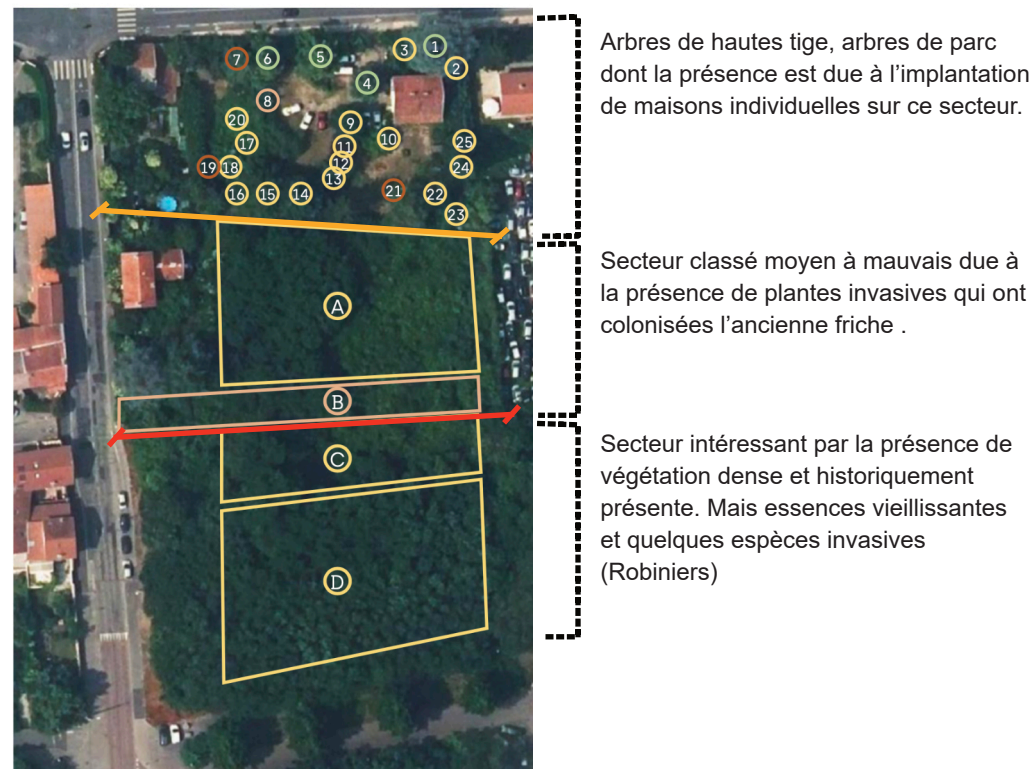 3
1
7
6
5
2
4
8
20
9
17
10
25
11
12
19
18
24
13
16
15
14
21
22
23
A
B
C
D
Arbres de hautes tige, arbres de parc
dont la présence est due à l’implantation
de maisons individuelles sur ce secteur.
Secteur classé moyen à mauvais due à
la présence de plantes invasives qui ont
colonisées l’ancienne friche .
Secteur intéressant par la présence de
végétation dense et historiquement
présente. Mais essences vieillissantes
et quelques espèces invasives
(Robiniers)